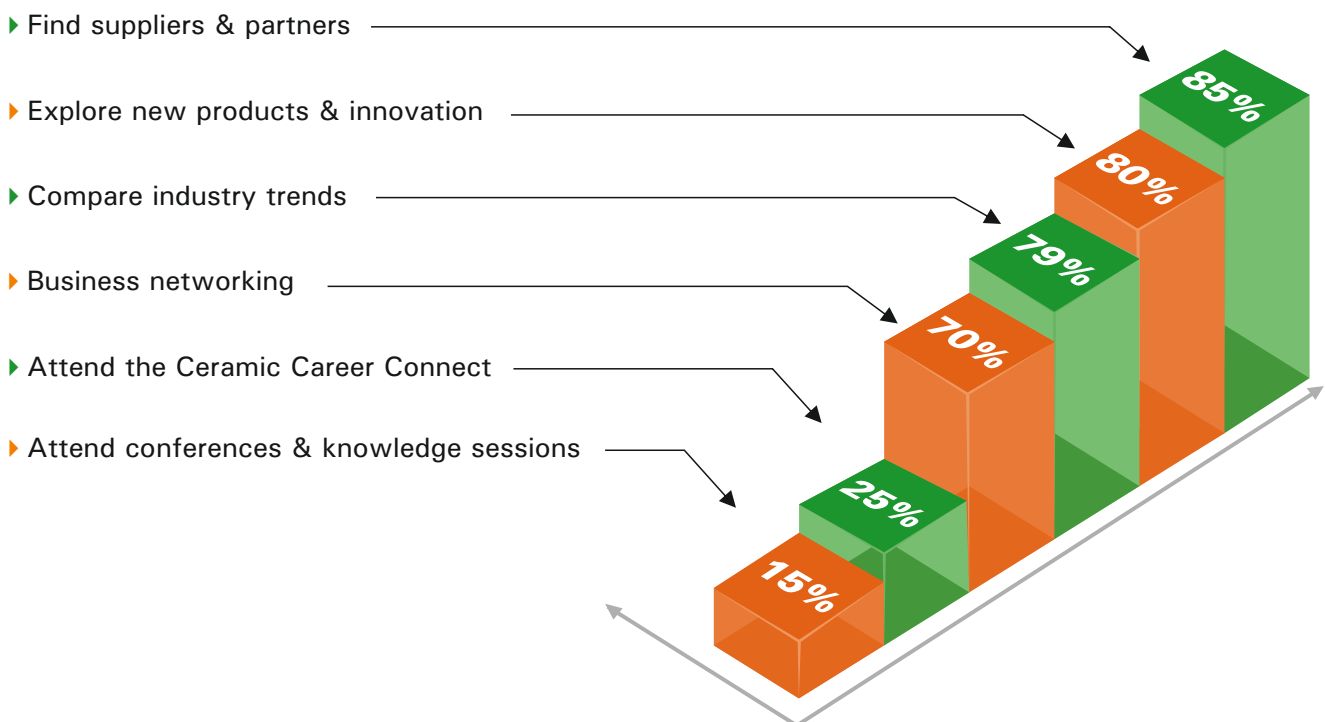 Find suppliers & partners
85%
Explore new products & innovation
80%
Compare industry trends
79%
Business networking
70%
Attend the Ceramic Career Connect
25%
Attend conferences & knowledge sessions
15%